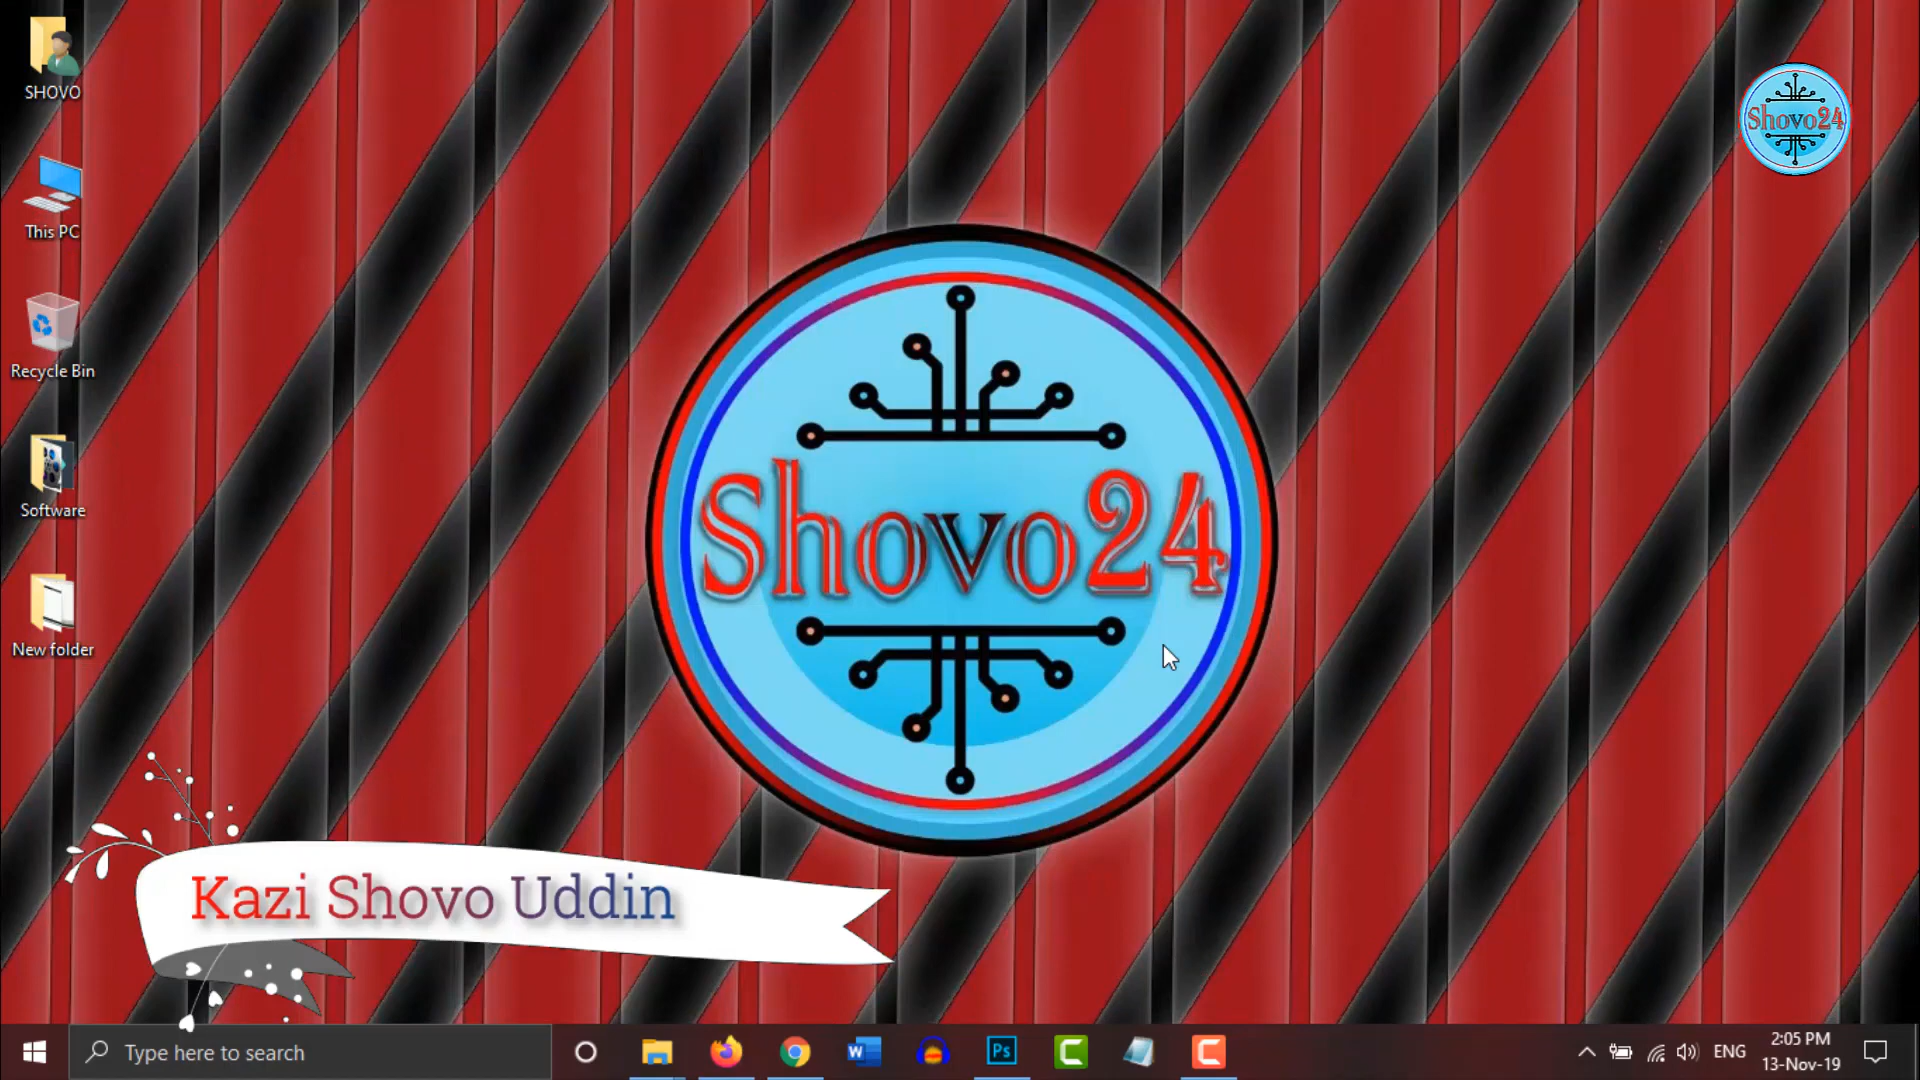 SHOVO
Shovo24
This PC
Recycle Bin
Shovo24
Software
New folder
Kazi Shovo Uddin
Type here to search
W
Ps
ENG
2:05 PM
13-Nov-19